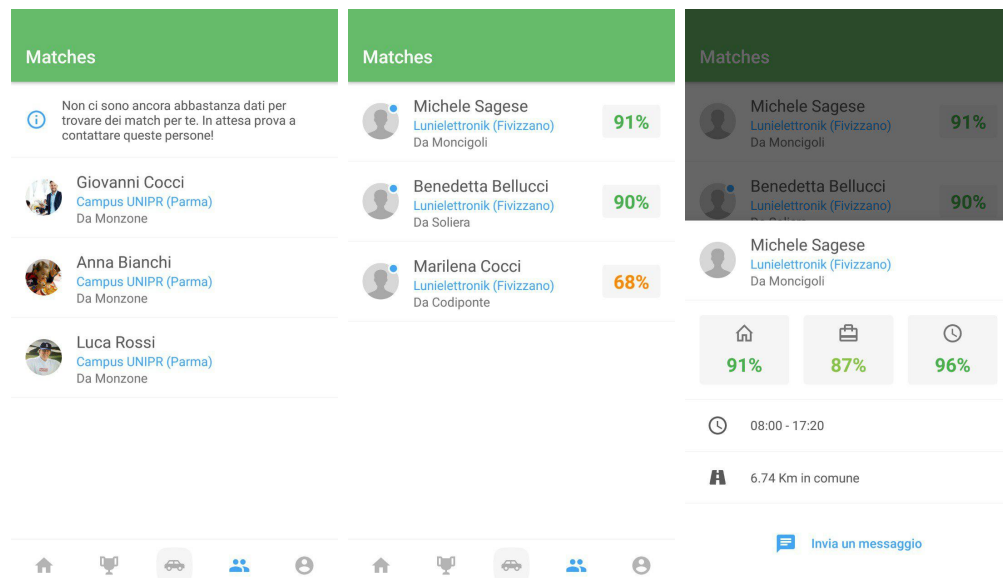 Matches
Non ci sono ancora abbastanza dati per
trovare dei match per te. In attesa prova a
contattare queste persone!
Giovanni Cocci
Campus UNIPR (Parma)
Da Monzone
Anna Bianchi
Campus UNIPR (Parma)
Da Monzone
Luca Rossi
Campus UNIPR (Parma)
Da Monzone
Matches
Michele Sagese
Lunielettronik (Fivizzano)
Da Moncigoli
91%
Benedetta Bellucci
Lunielettronik (Fivizzano)
Da Soliera
90%
Marilena Cocci
Lunielettronik (Fivizzano)
Da Codiponte
68%
Matches
Michele Sagese
Lunielettronik (Fivizzano)
Da Moncigoli
91%
Benedetta Bellucci
Lunielettronik (Fivizzano)
90%
Michele Sagese
Lunielettronik (Fivizzano)
Da Moncigoli
91%
87%
96%
08:00 - 17:20
6.74 Km in comune
Invia un messaggio